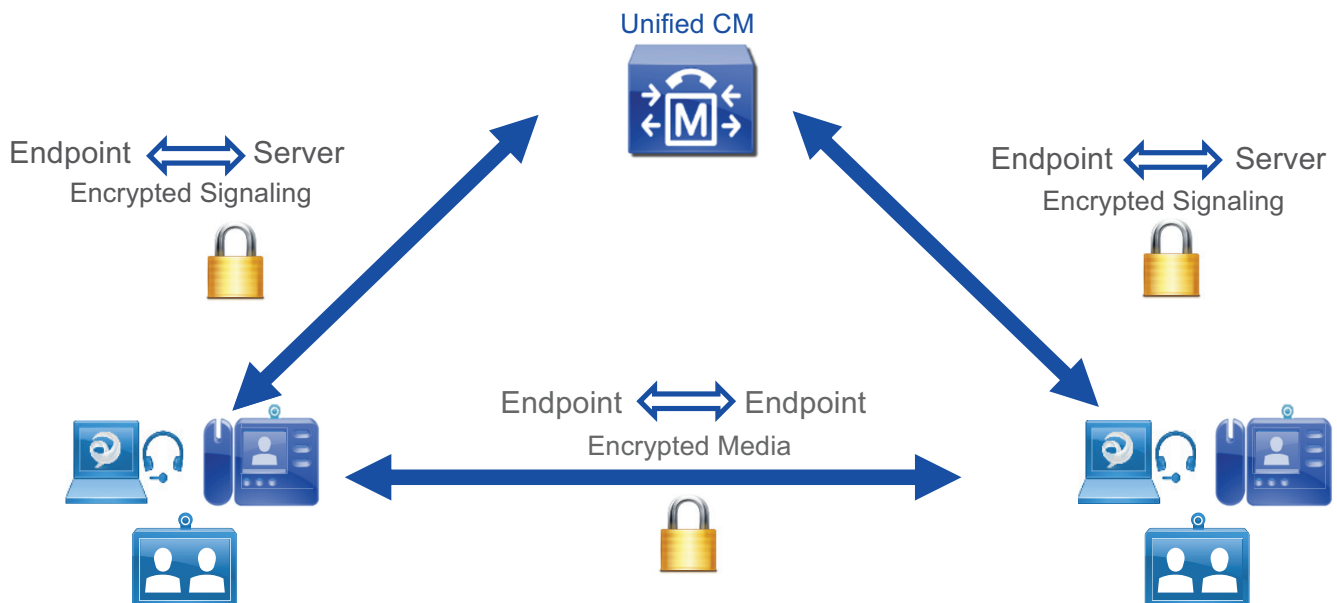 Unified CM
M
Endpoint Server
Encrypted Signaling
Endpoint Server
Encrypted Signaling
Endpoint Endpoint
Encrypted Media